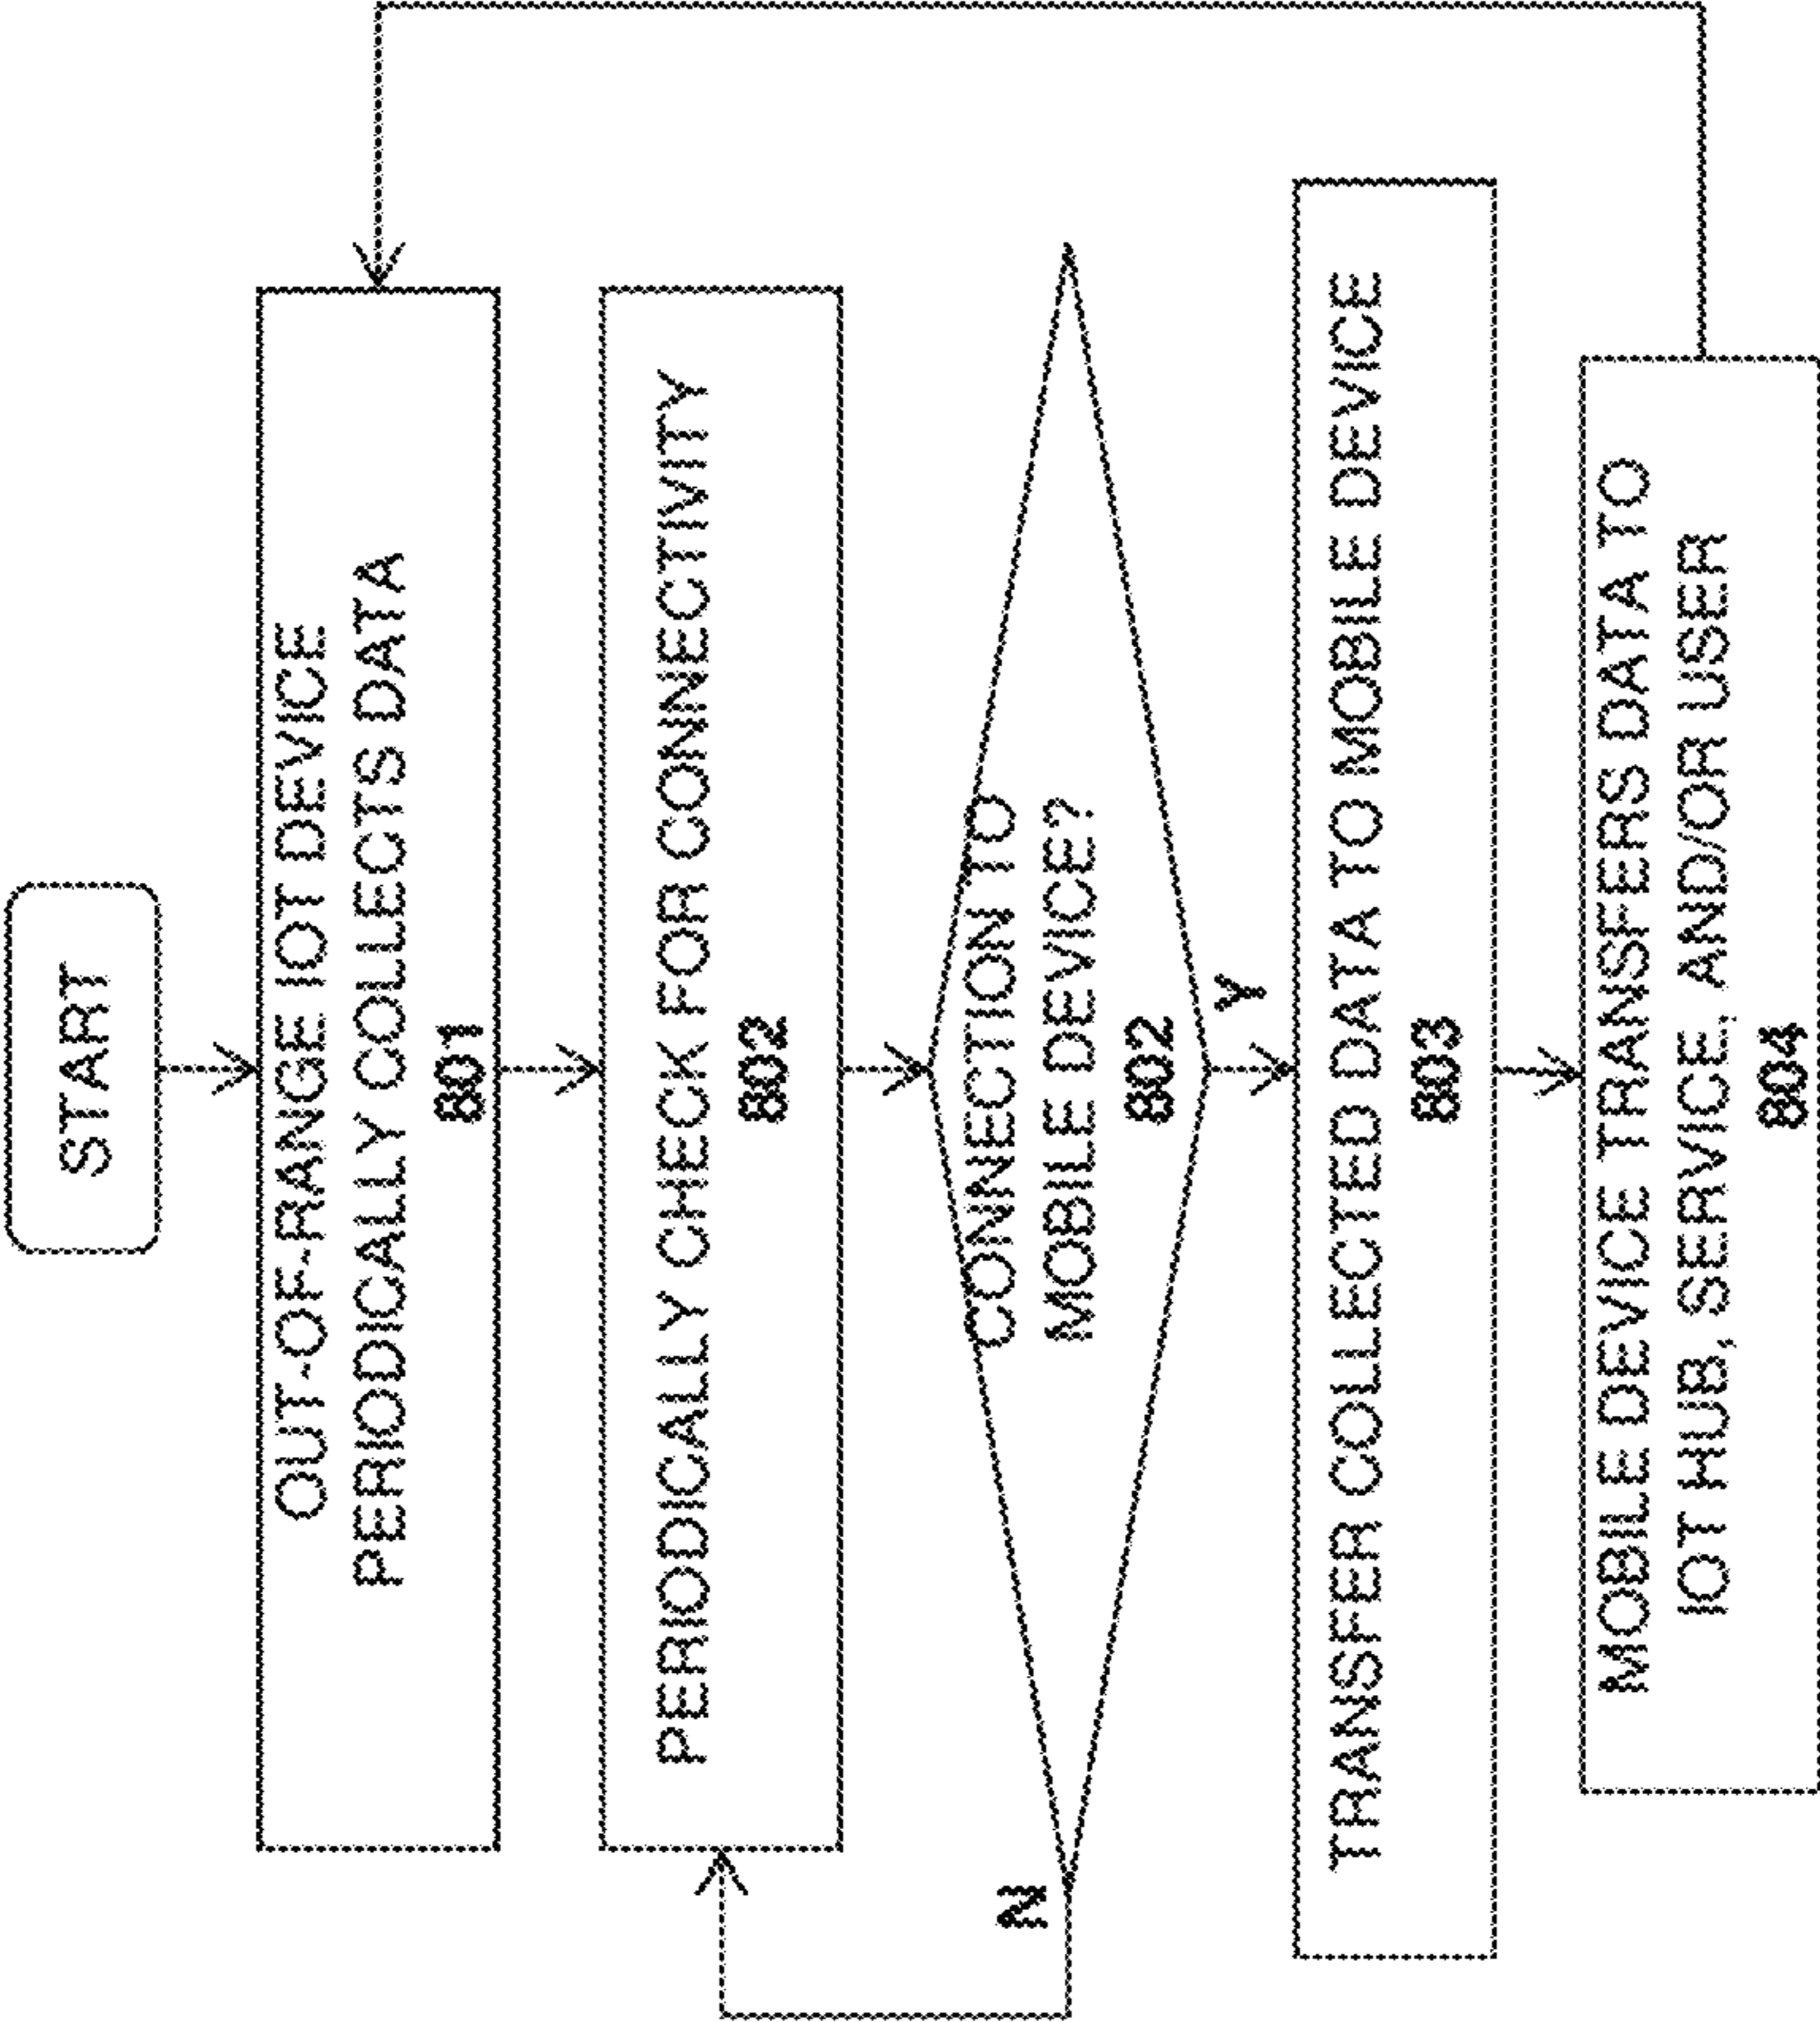 START
OUT-OF-RANGE IOT DEVICE
PERIODICALLY COLLECTS DATA
801
PERIODICALLY CHECK FOR CONNECTIVITY
802
CONNECTION TO
MOBILE DEVICE?
802
N
Y
TRANSFER COLLECTED DATA TO MOBILE DEVICE
803
MOBILE DEVICE TRANSFERS DATA TO
IOT HUB, SERVICE, AND/OR USER
804